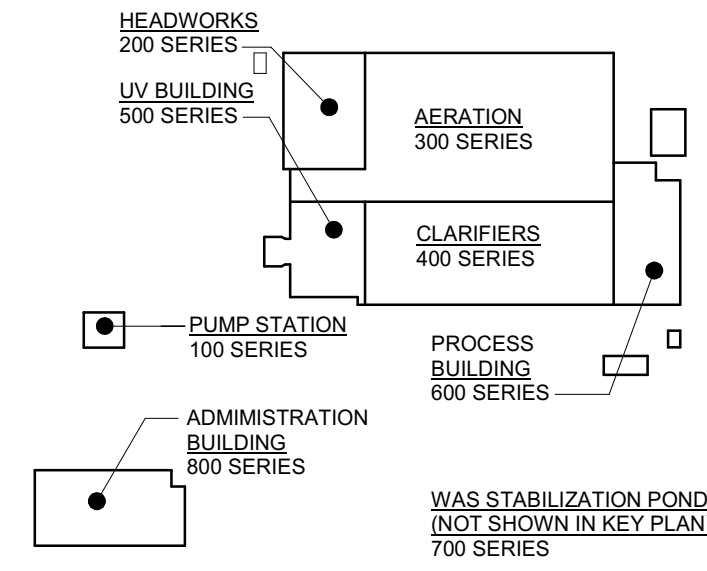 HEADWORKS
200 SERIES
UV BUILDING
500 SERIES
AERATION
300 SERIES
CLARIFIERS
400 SERIES
PUMP STATION
100 SERIES
PROCESS
BUILDING
600 SERIES
ADMIMISTRATION
BUILDING
800 SERIES
WAS STABILIZATION POND
(NOT SHOWN IN KEY PLAN
700 SERIES